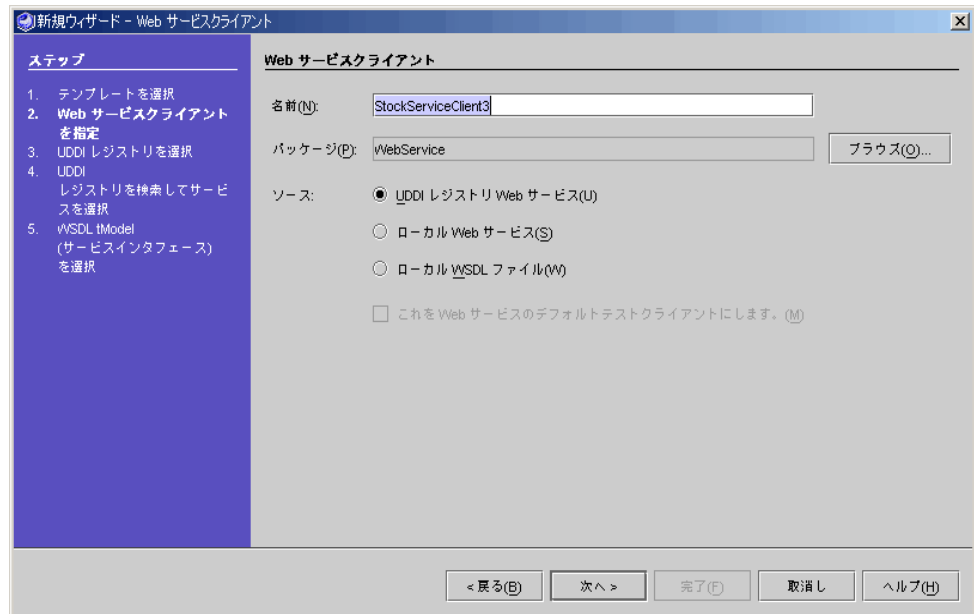 新規ウィザード - Web サービスクライアント
ステップ
1. テンプレートを選択
2. Web サービスクライアント
を指定
3. UDDI レジストリを選択
4. UDDI
レジストリを検索してサービ
スを選択
5. WSDL tModel
(サービスインタフェース)
を選択
Web サービスクライアント
名前(N): StockServiceClient3
パッケージ(P): WebService ブラウズ(O)...
ソース: UDDI レジストリ Web サービス(U)
ローカル Web サービス(S)
ローカル WSDL ファイル(W)
これを Web サービスのデフォルトテストクライアントにします。(M)
< 戻る(B) 次へ > 完了(F) 取消し ヘルプ(H)